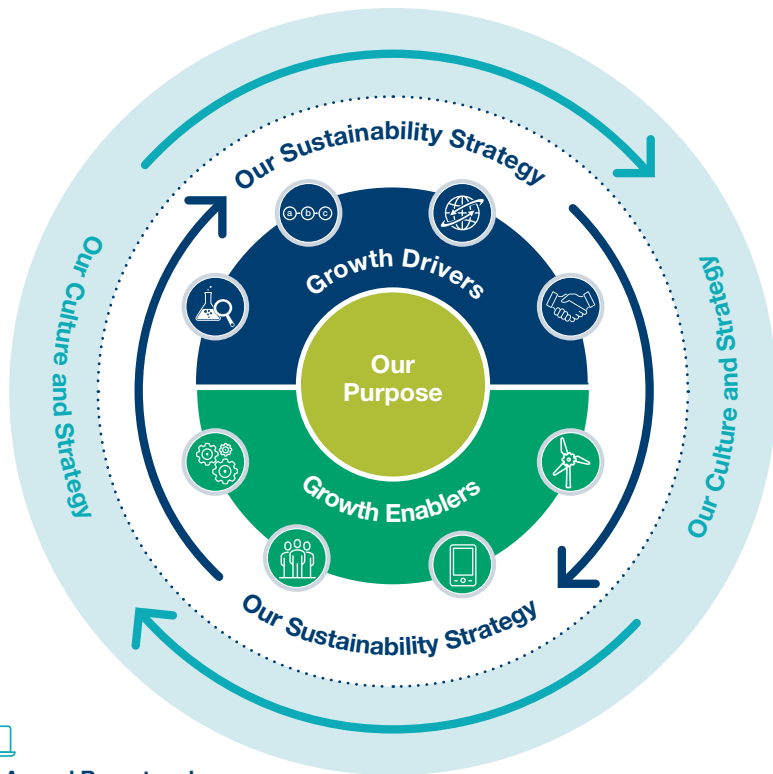 Our Sustainability Strategy
Our Culture and Strategy
Our Culture and Strategy
a b c
Growth Drivers
Our
Purpose
Growth Enablers
Our Sustainability Strategy